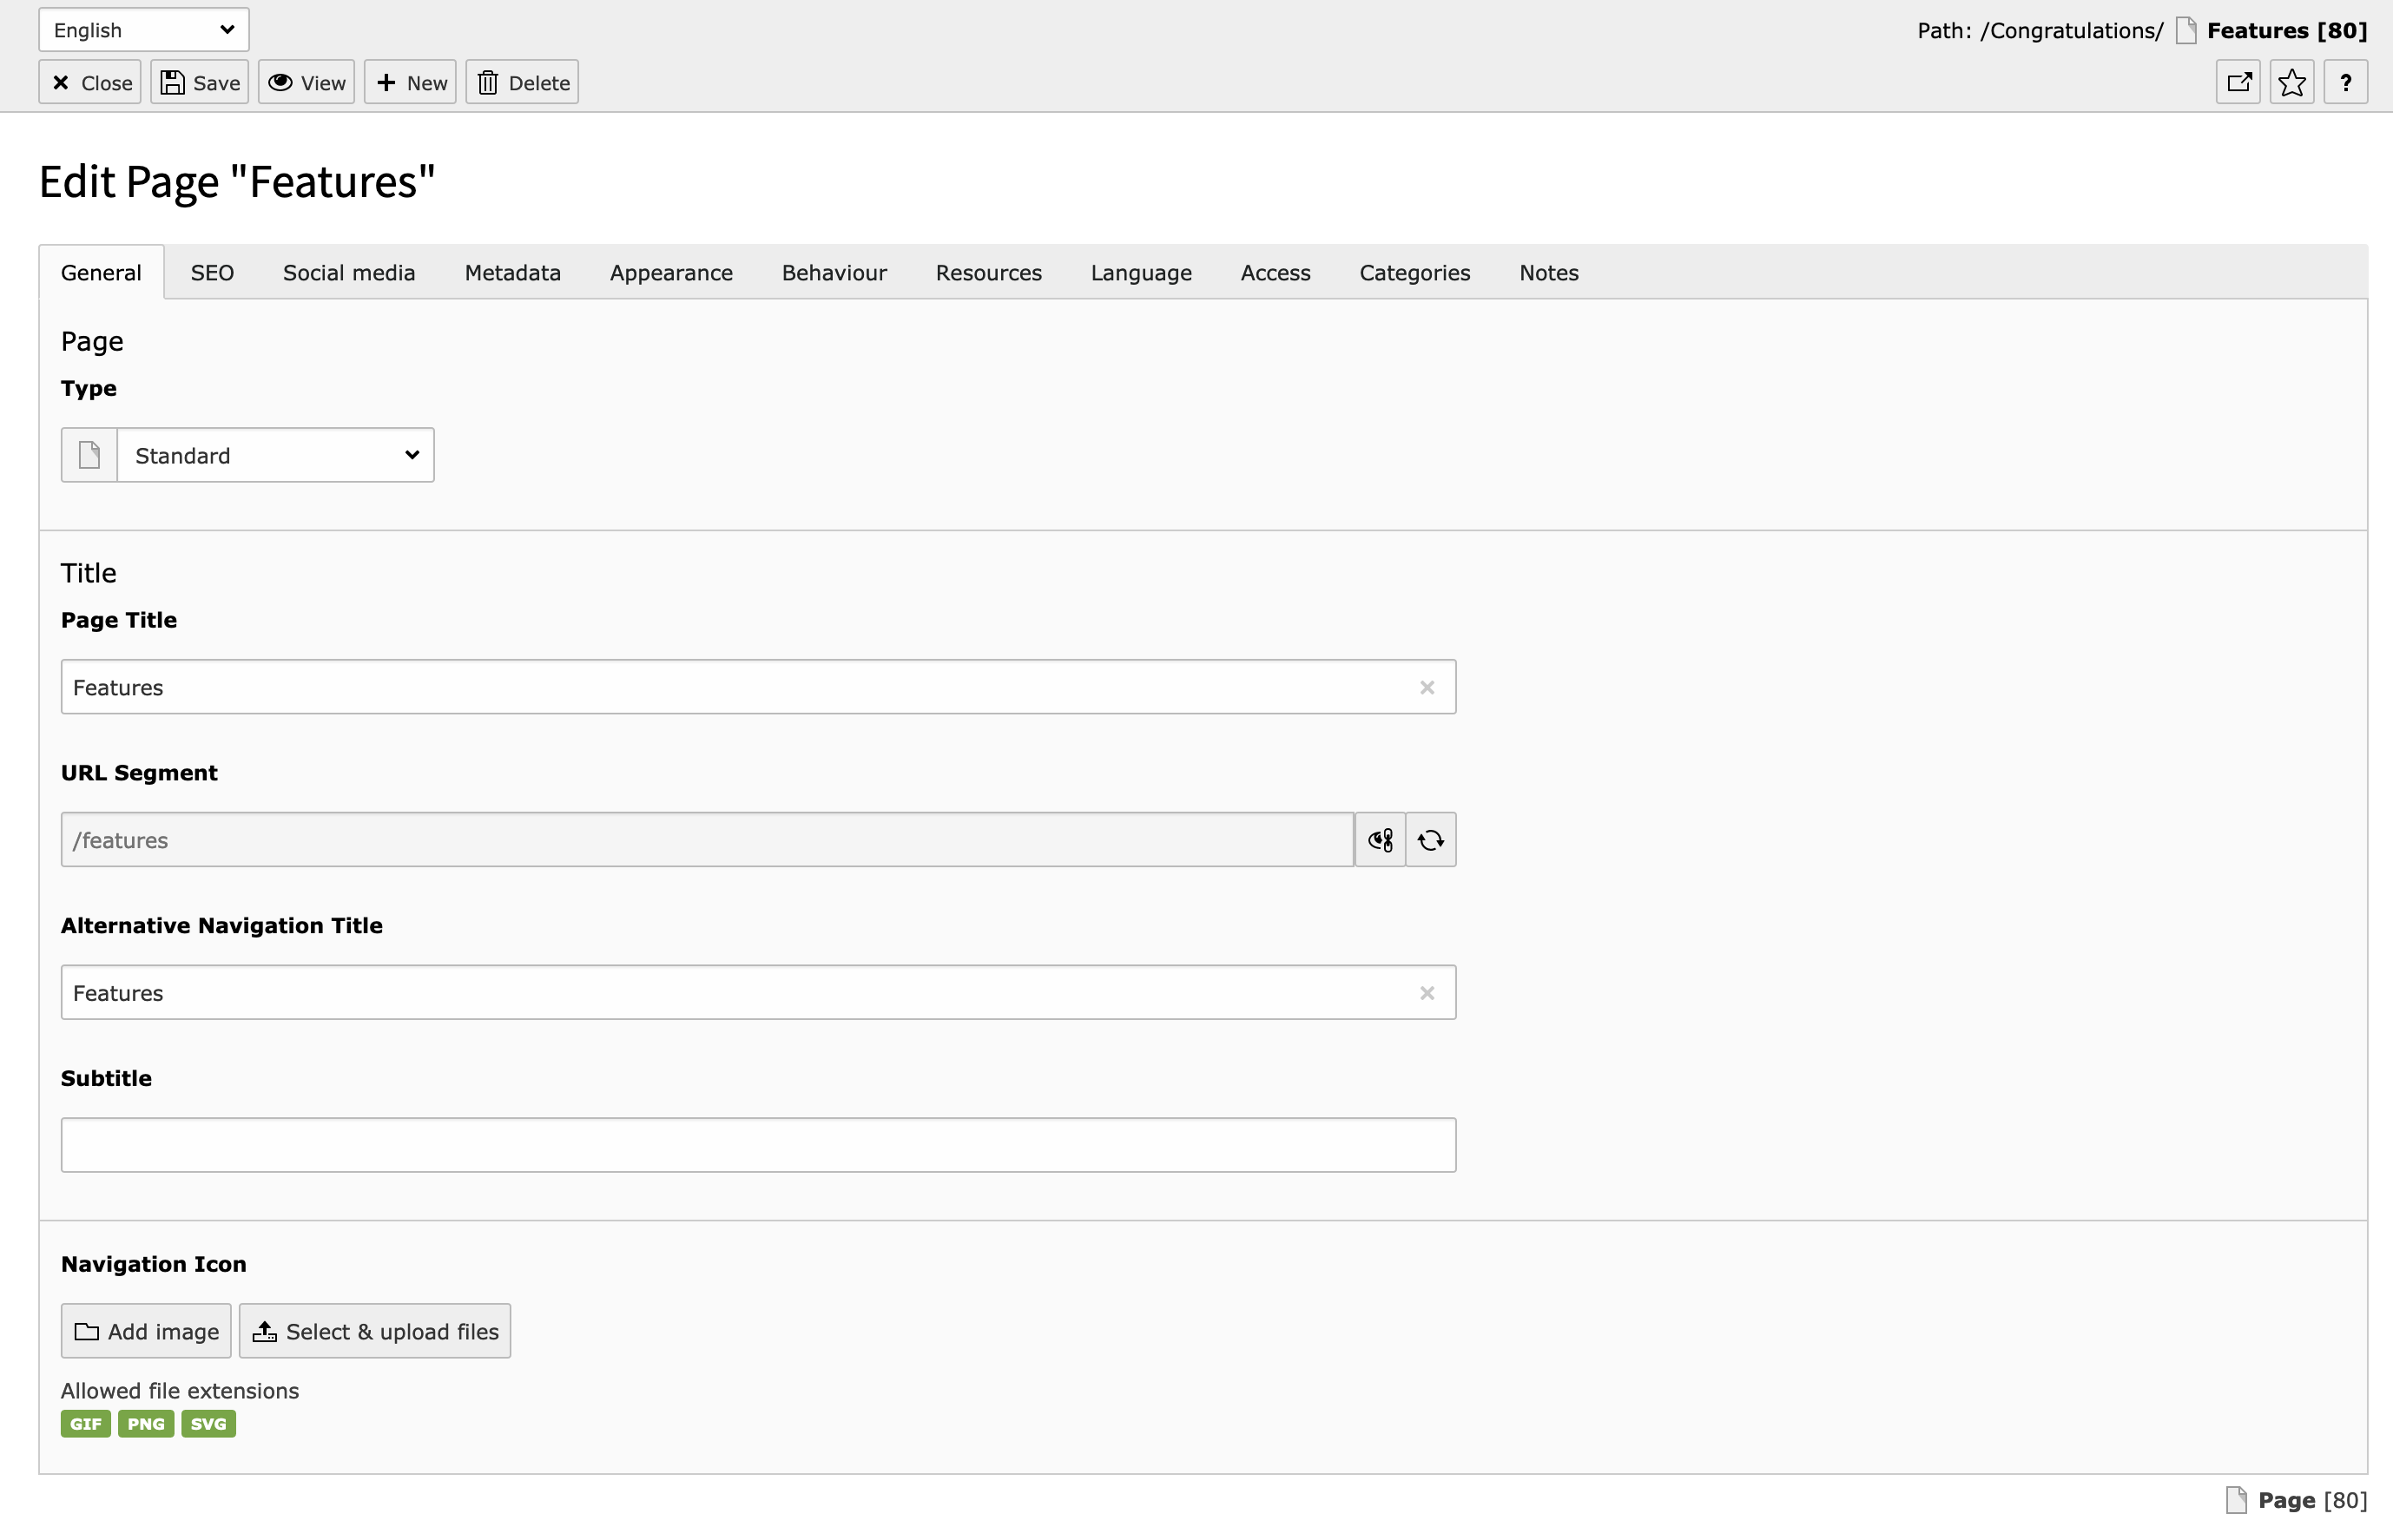 English
Path: /Congratulations/ Features [80]
Close Save View New Delete
?
Edit Page "Features"
General SEO Social media Metadata Appearance Behaviour Resources Language Access Categories Notes
Page
Type
Standard
Title
Page Title
Features
URL Segment
/features
Alternative Navigation Title
Features
Subtitle
Navigation Icon
Add image Select & upload files
Allowed file extensions
GIF PNG SVG
Page [80]